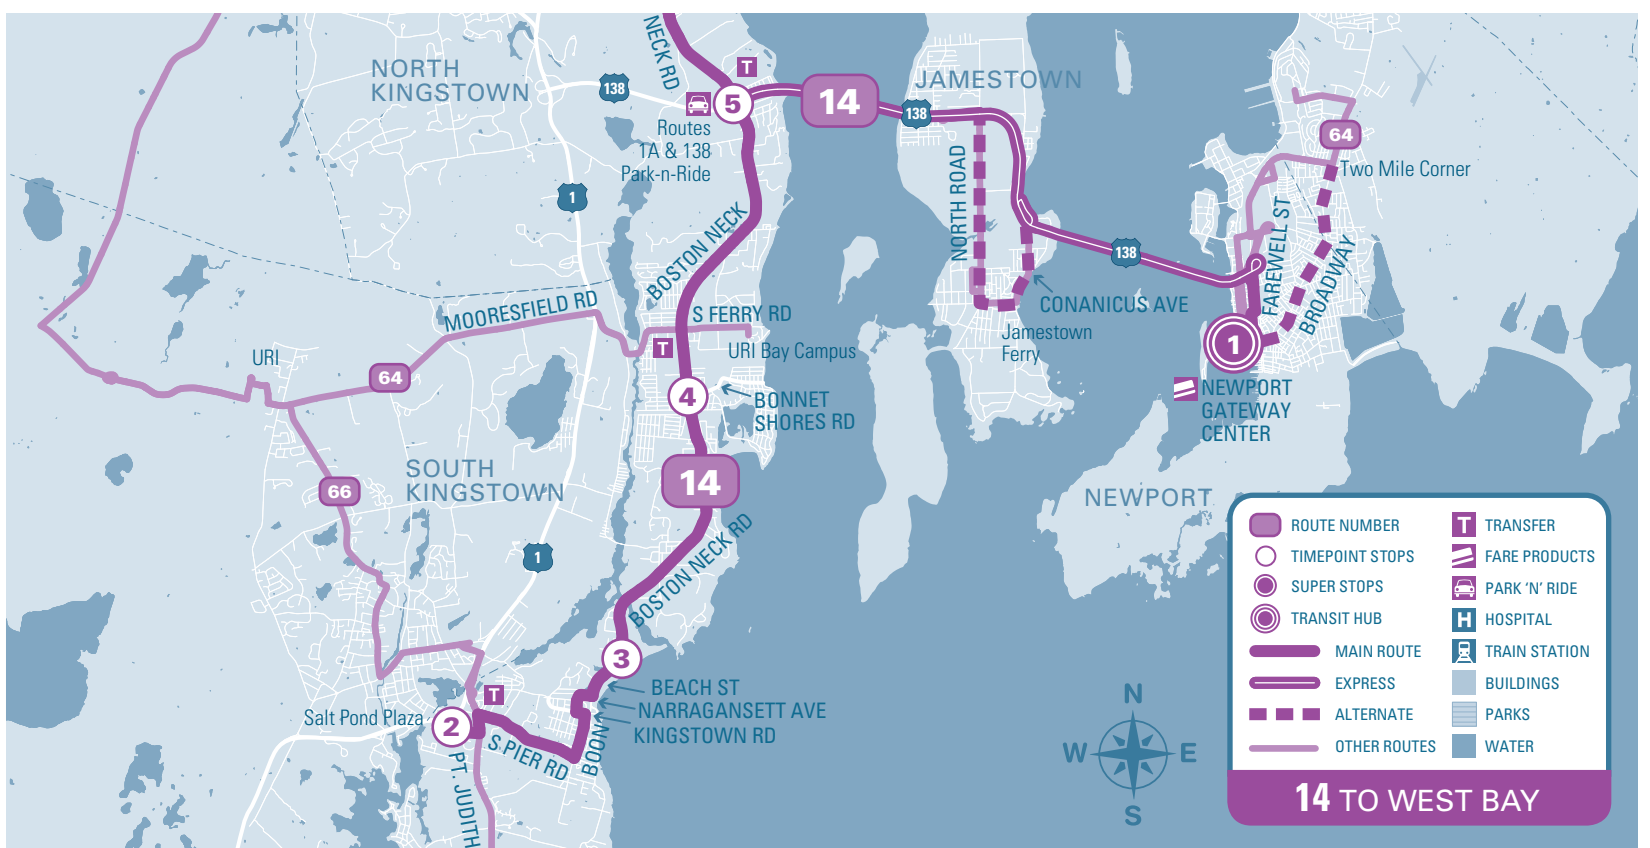 NECK RD
T
NORTH
KINGSTOWN
138
5
14
138
JAMESTOWN
64
Routes
1A & 138
Park-n-Ride
Two Mile Corner
1
NORTH ROAD
BOSTON NECK
FAREWELL ST
BROADWAY
138
CONANICUS AVE
MOORESFIELD RD
S FERRY RD
Jamestown
Ferry
1
URI
T
URI Bay Campus
64
4
BONNET
SHORES RD
NEWPORT
GATEWAY
CENTER
SOUTH
KINGSTOWN
66
14
NEWPORT
1
BOSTON NECK RD
3
BEACH ST
NARRAGANSETT AVE
KINGSTOWN RD
T
Salt Pond Plaza
2
S PIER RD
BOON
PT. JUDITH
N
W
E
S
ROUTE NUMBER
TIMEPOINT STOPS
SUPER STOPS
TRANSIT HUB
MAIN ROUTE
EXPRESS
ALTERNATE
OTHER ROUTES
T TRANSFER
FARE PRODUCTS
PARK 'N' RIDE
H HOSPITAL
TRAIN STATION
BUILDINGS
PARKS
WATER
14 TO WEST BAY